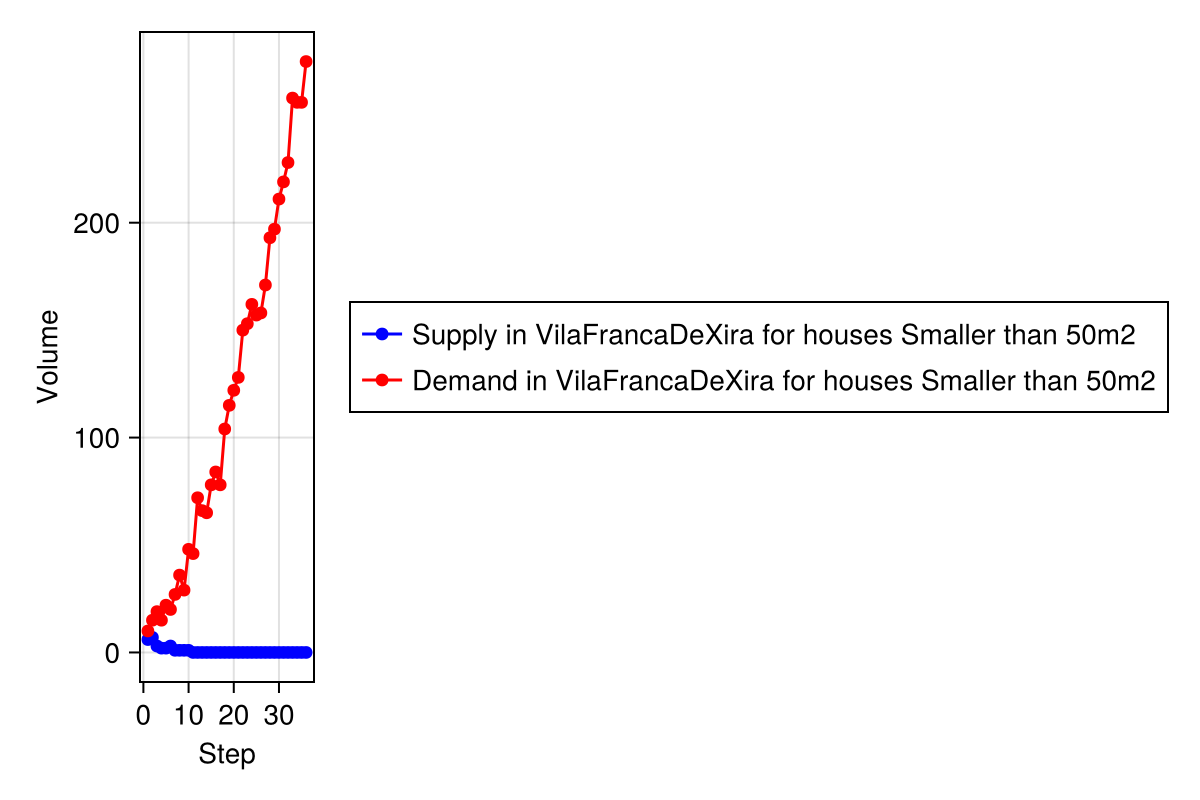 Volume
200
100
0
0 10 20 30
Step
Supply in VilaFrancaDeXira for houses Smaller than 50m2
Demand in VilaFrancaDeXira for houses Smaller than 50m2